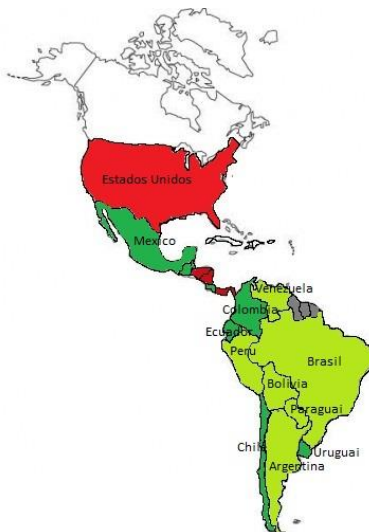 Estados Unidos
Mexico
Venezuela
Colombia
Ecuador
Peru
Brasil
Bolivia
Paraguai
Chile
Uruguai
Argentina